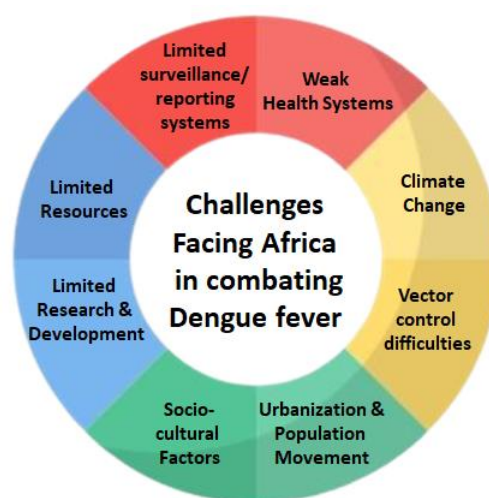 Challenges
Facing Africa
in combating
Dengue fever
Weak
Health Systems
Climate
Change
Vector
control
difficulties
Urbanization &
Population
Movement
Socio-
cultural
Factors
Limited
Research &
Development
Limited
Resources
Limited
surveillance/
reporting
systems